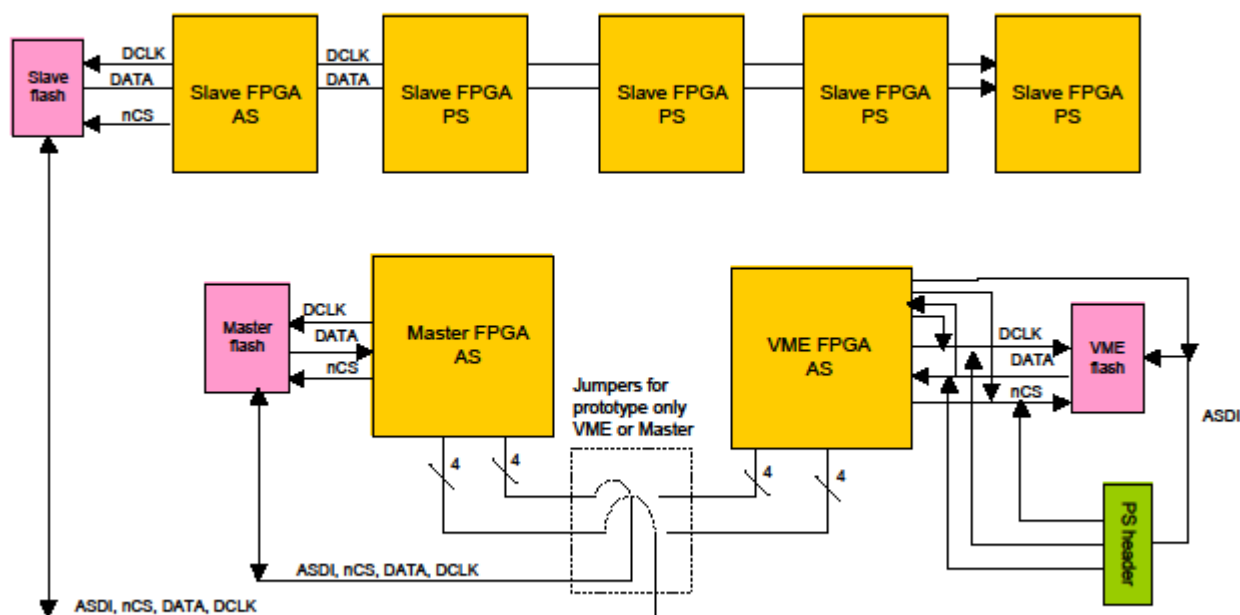 DCLK
DATA
nCS
Slave
flash
Slave FPGA
AS
DCLK
DATA
Slave FPGA
PS
Slave FPGA
PS
Slave FPGA
PS
Slave FPGA
PS
Master
flash
DCLK
DATA
nCS
Master FPGA
AS
Jumpers for
prototype only
VME or Master
VME FPGA
AS
DCLK
DATA
nCS
VME
flash
ASDI
4
4
4
4
PS header
ASDI, nCS, DATA, DCLK
ASDI, nCS, DATA, DCLK